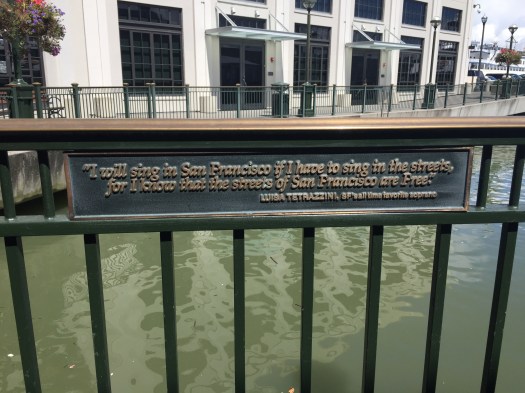 "I will sing in San Francisco if I have to sing in the streets,
for I know that the streets of San Francisco are Free."
LUISA TETRAZZINI, SF's all time favorite soprano